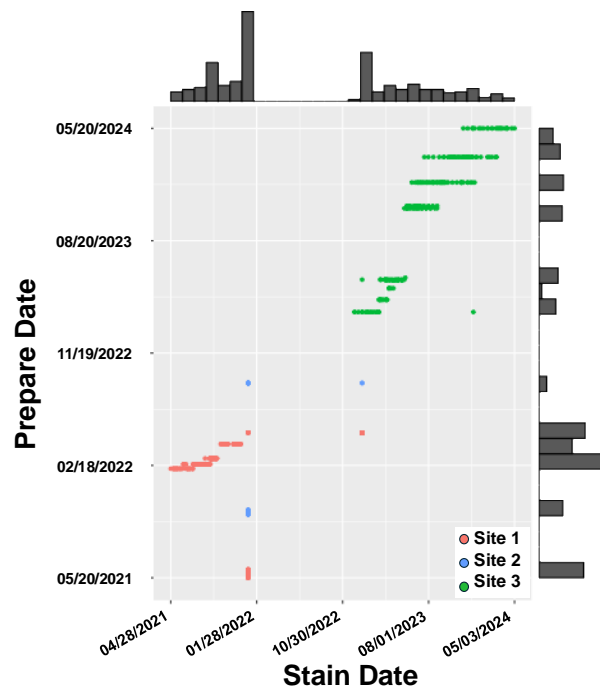 05/20/2024
08/20/2023
11/19/2022
02/18/2022
05/20/2021
Prepare Date
Site 1
Site 2
Site 3
04/28/2021
01/28/2022
10/30/2022
08/01/2023
05/03/2024
Stain Date